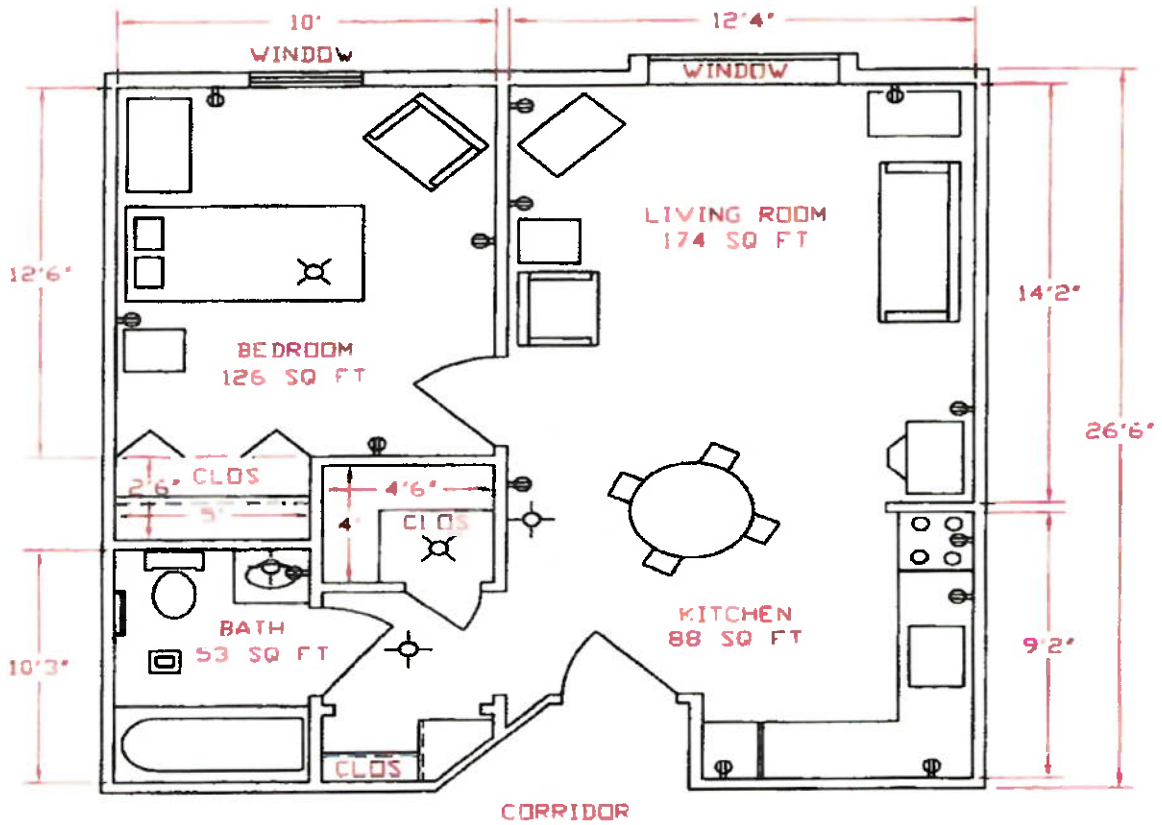 10'
12'4"
WINDOW
WINDOW
LIVING ROOM
174 SQ FT
12'6"
14'2"
BEDROOM
126 SQ FT
26'6"
CLOS
2'6"
4'6"
5'
4'
CLOS
KITCHEN
88 SQ FT
BATH
53 SQ FT
9'2"
10'3"
CLOS
CORRIDOR